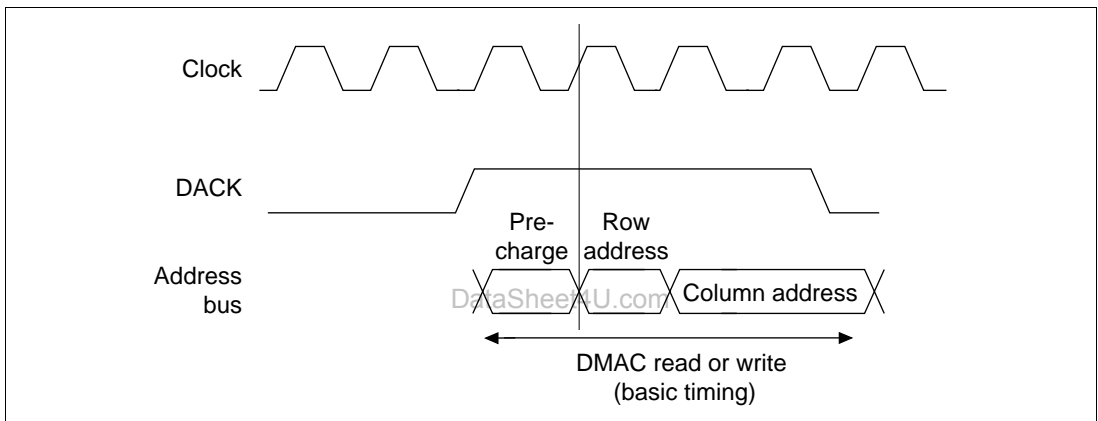 Clock
DACK
Pre-
charge
Row
address
Address
bus
DataSheet4U.com
Column address
DMAC read or write
(basic timing)